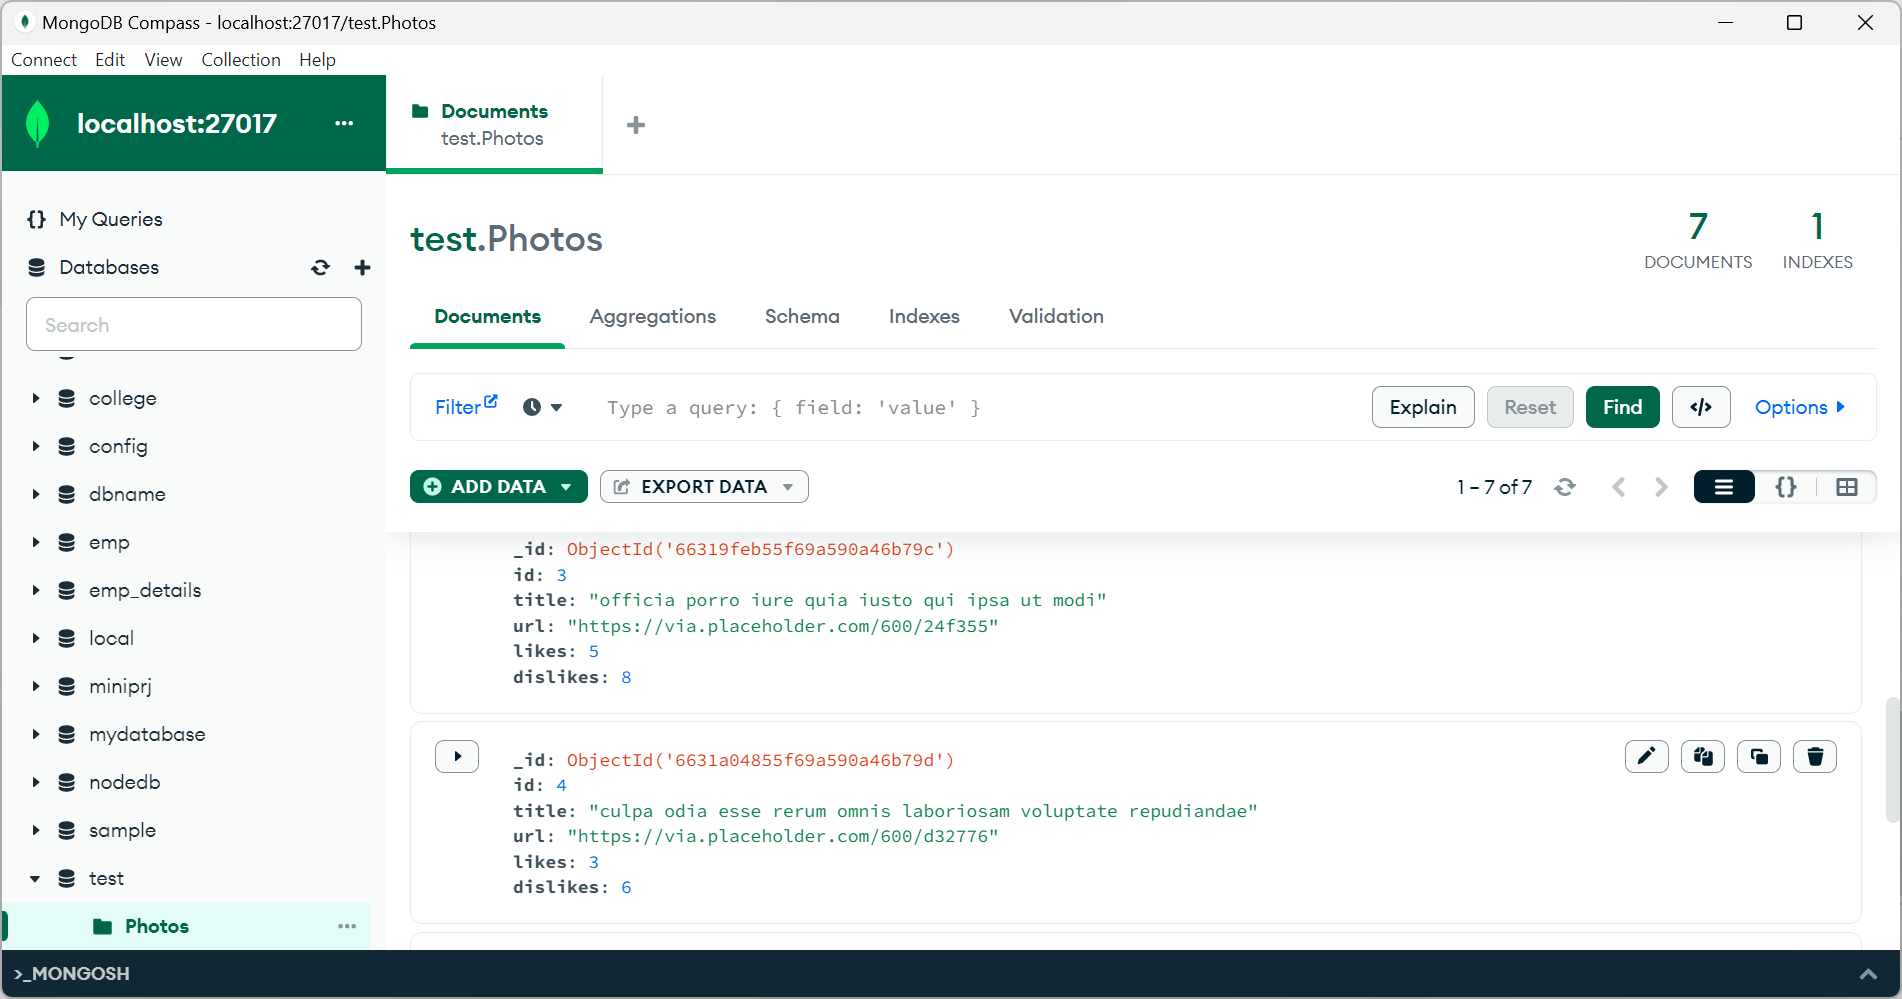 MongoDB Compass - localhost:27017/test.Photos
Connect Edit View Collection Help
localhost:27017
Documents
test.Photos
My Queries
Databases
Search
college
config
dbname
emp
emp_details
local
miniprj
mydatabase
nodedb
sample
test
Photos
test.Photos
7
DOCUMENTS
1
INDEXES
Documents Aggregations Schema Indexes Validation
Filter Type a query: { field: 'value' } Explain Reset Find </> Options
ADD DATA EXPORT DATA 1 – 7 of 7 {}
_id: ObjectId('66319feb55f69a590a46b79c')
id: 3
title: "officia porro iure quia iusto qui ipsa ut modi"
url: "https://via.placeholder.com/600/24f355"
likes: 5
dislikes: 8
_id: ObjectId('6631a04855f69a590a46b79d')
id: 4
title: "culpa odia esse rerum omnis laboriosam voluptate repudiandae"
url: "https://via.placeholder.com/600/d32776"
likes: 3
dislikes: 6
>_MONGOSH